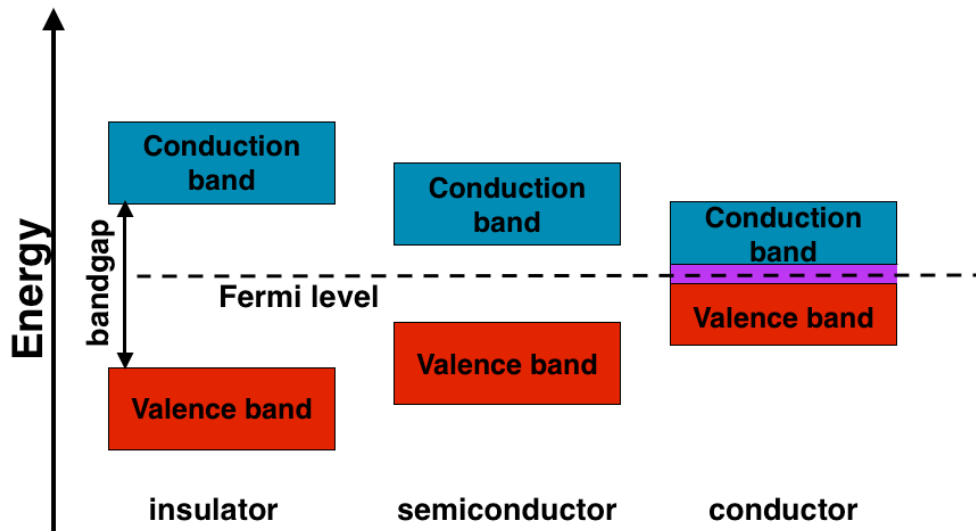 Energy
bandgap
Conduction
band
Valence band
insulator
Fermi level
Conduction
band
Valence band
semiconductor
Conduction
band
Valence band
conductor